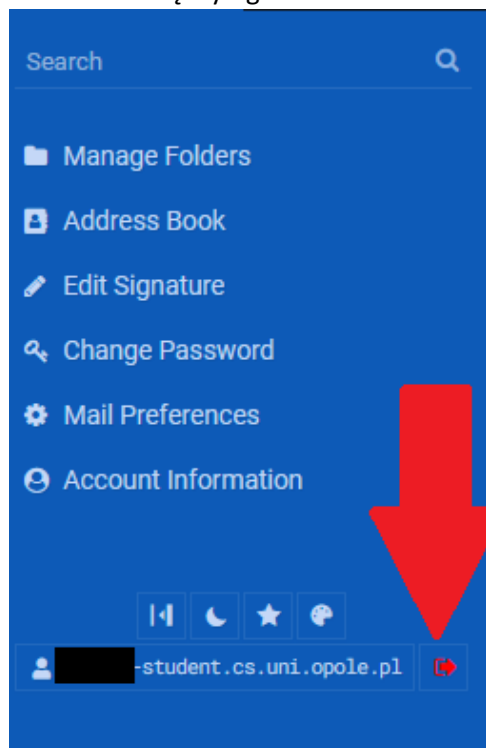 Search
Manage Folders
Address Book
Edit Signature
Change Password
Mail Preferences
Account Information
-student.cs.uni.opole.pl